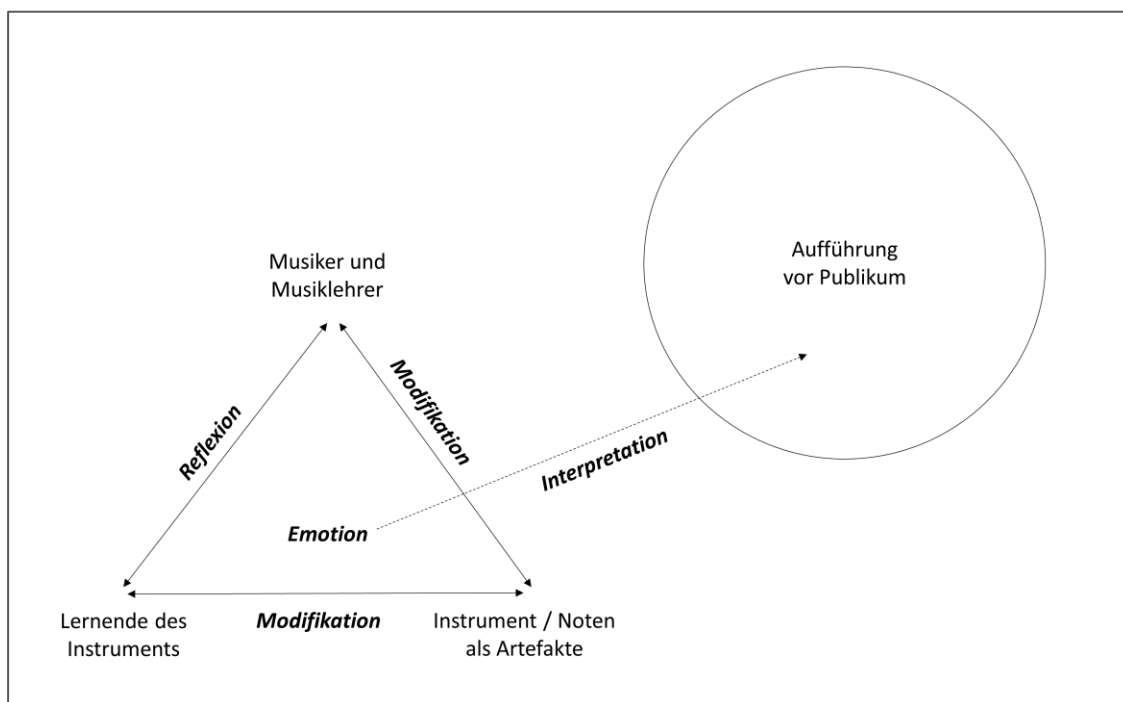 Aufführung
vor Publikum
Musiker und
Musiklehrer
Reflexion
Modifikation
Interpretation
Emotion
Lernende des
Instruments
Modifikation
Instrument / Noten
als Artefakte